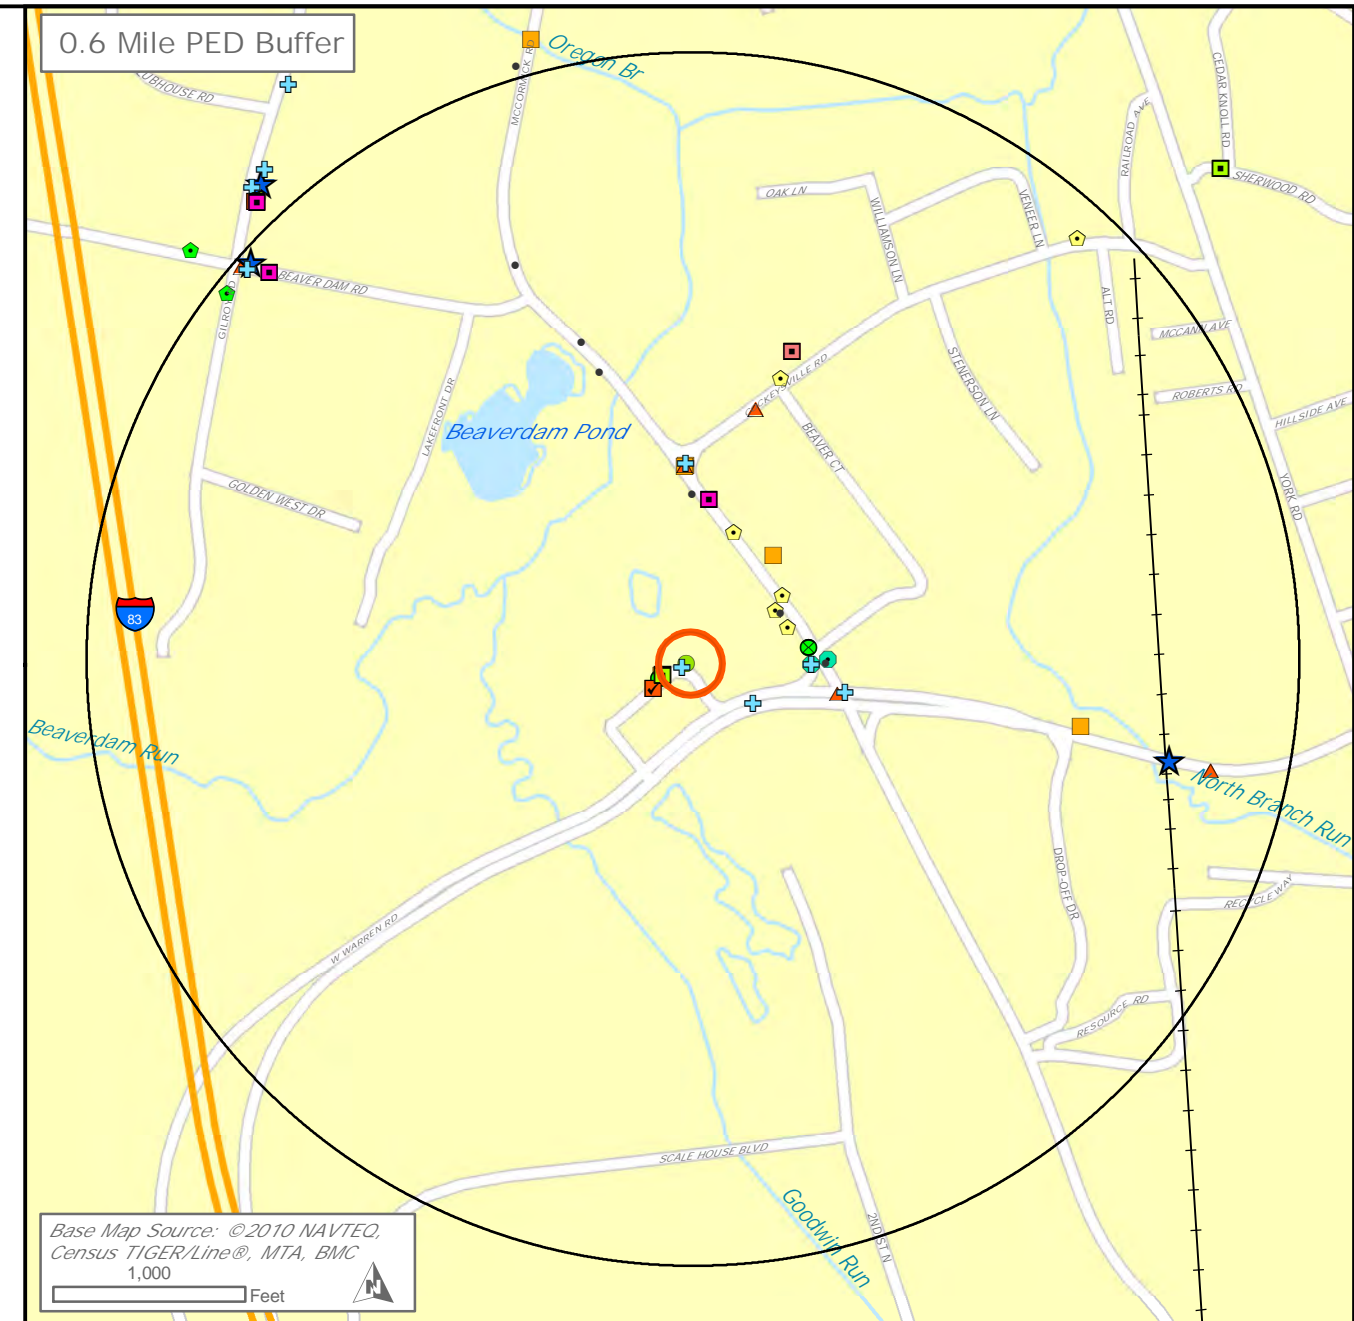 0.6 Mile PED Buffer
Oregon Br
UBHOUSE RD
MCCORMICK RD
CEDAR KNOLL RD
RAILROAD AVE
SHERWOOD RD
OAK LN
WILLIAMSON LN
VENEER LN
BEAVER DAM RD
GILROY RD
ALT RD
MCCANN AVE
STENERSON LN
ROBERTS RD
HILLSIDE AVE
LAKEFRONT DR
Beaverdam Pond
COCKEYSVILLE RD
BEAVER CT
YORK RD
GOLDEN WEST DR
83
Beaverdam Run
North Branch Run
DROP-OFF DR
RECYCLE WAY
W WARREN RD
RESOURCE RD
SCALE HOUSE BLVD
Goodwin Run
2ND ST N
Base Map Source: ©2010 NAVTEQ,
Census TIGER/Line®, MTA, BMC
1,000
Feet
N